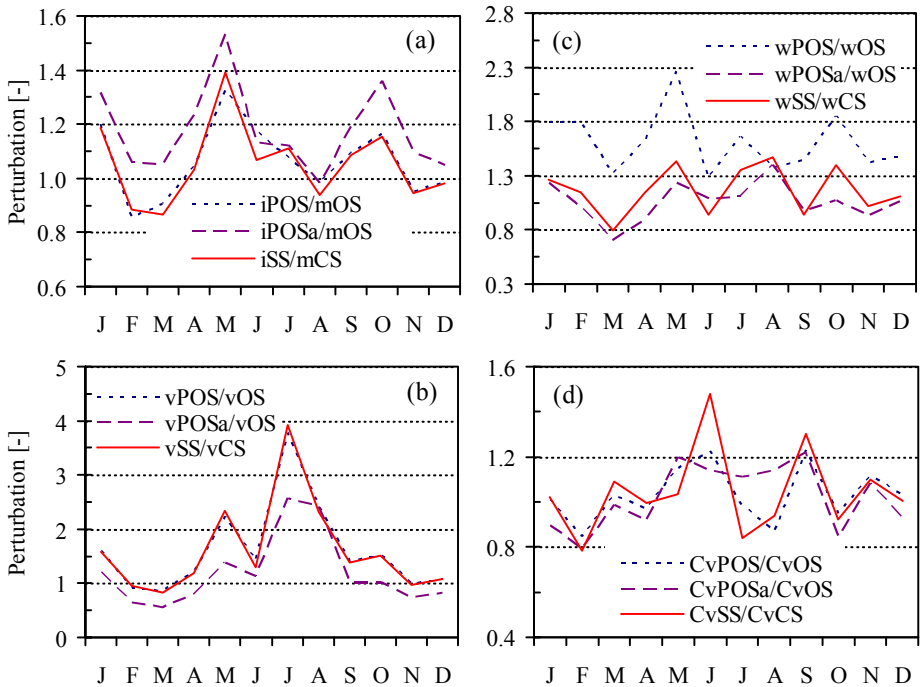 (a)
Perturbation [-]
1.6
1.4
1.2
1.0
0.8
0.6
iPOS/mOS
iPOSa/mOS
iSS/mCS
J F M A M J J A S O N D
(c)
2.8
2.3
1.8
1.3
0.8
0.3
wPOS/wOS
wPOSa/wOS
wSS/wCS
J F M A M J J A S O N D
(b)
Perturbation [-]
5
4
3
2
1
0
vPOS/vOS
vPOSa/vOS
vSS/vCS
J F M A M J J A S O N D
(d)
1.6
1.2
0.8
0.4
CvPOS/CvOS
CvPOSa/CvOS
CvSS/CvCS
J F M A M J J A S O N D